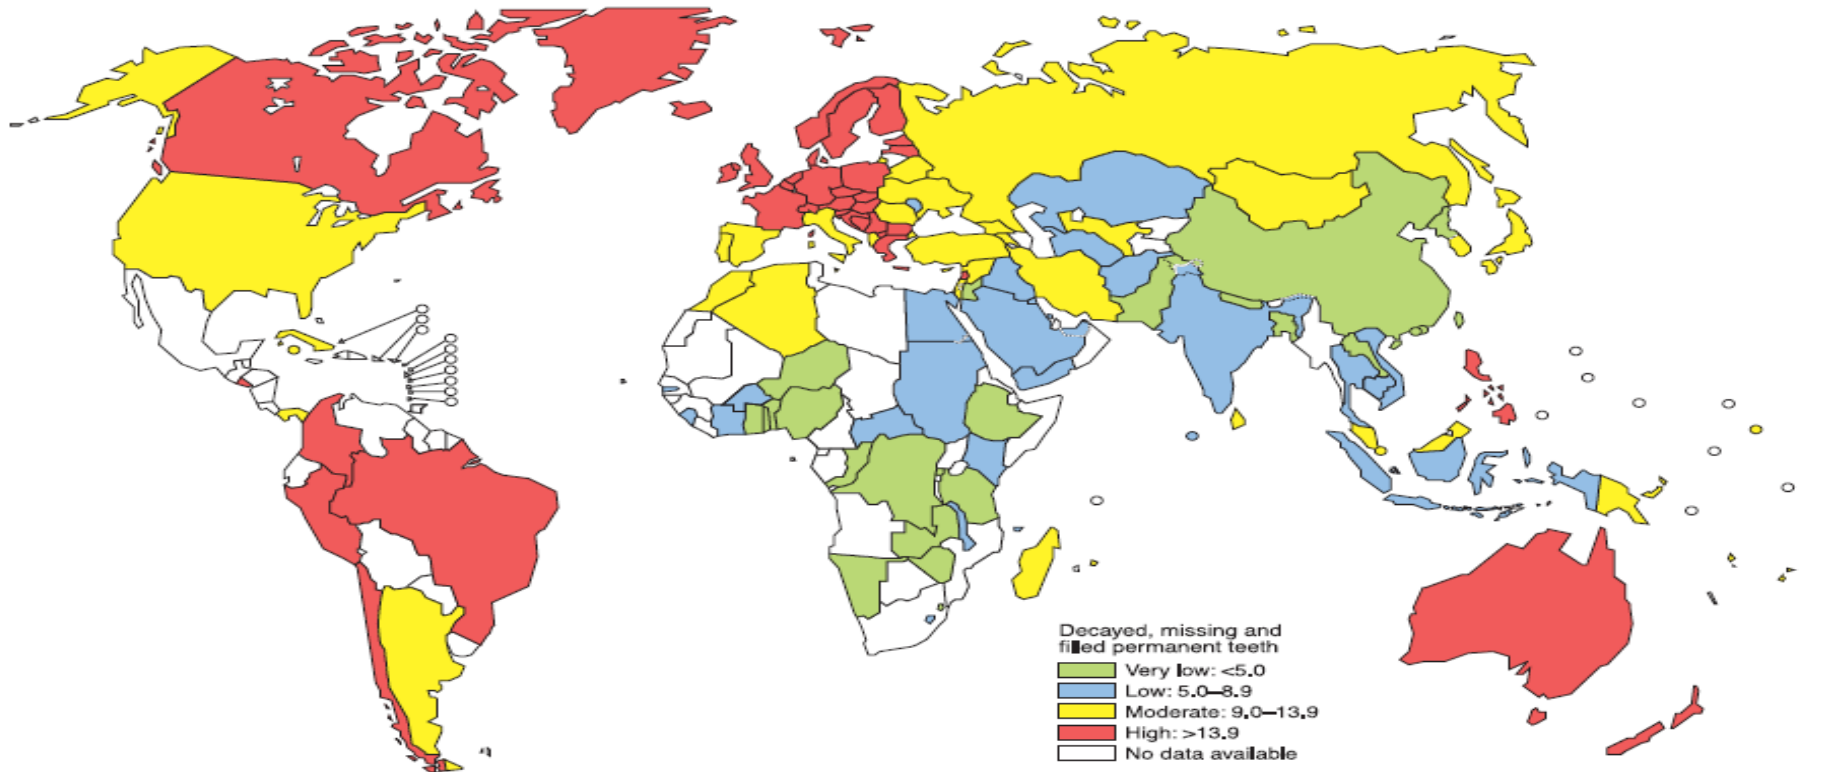 Decayed, missing and
filled permanent teeth
Very low: <5.0
Low: 5.0–8.9
Moderate: 9.0–13.9
High: >13.9
No data available